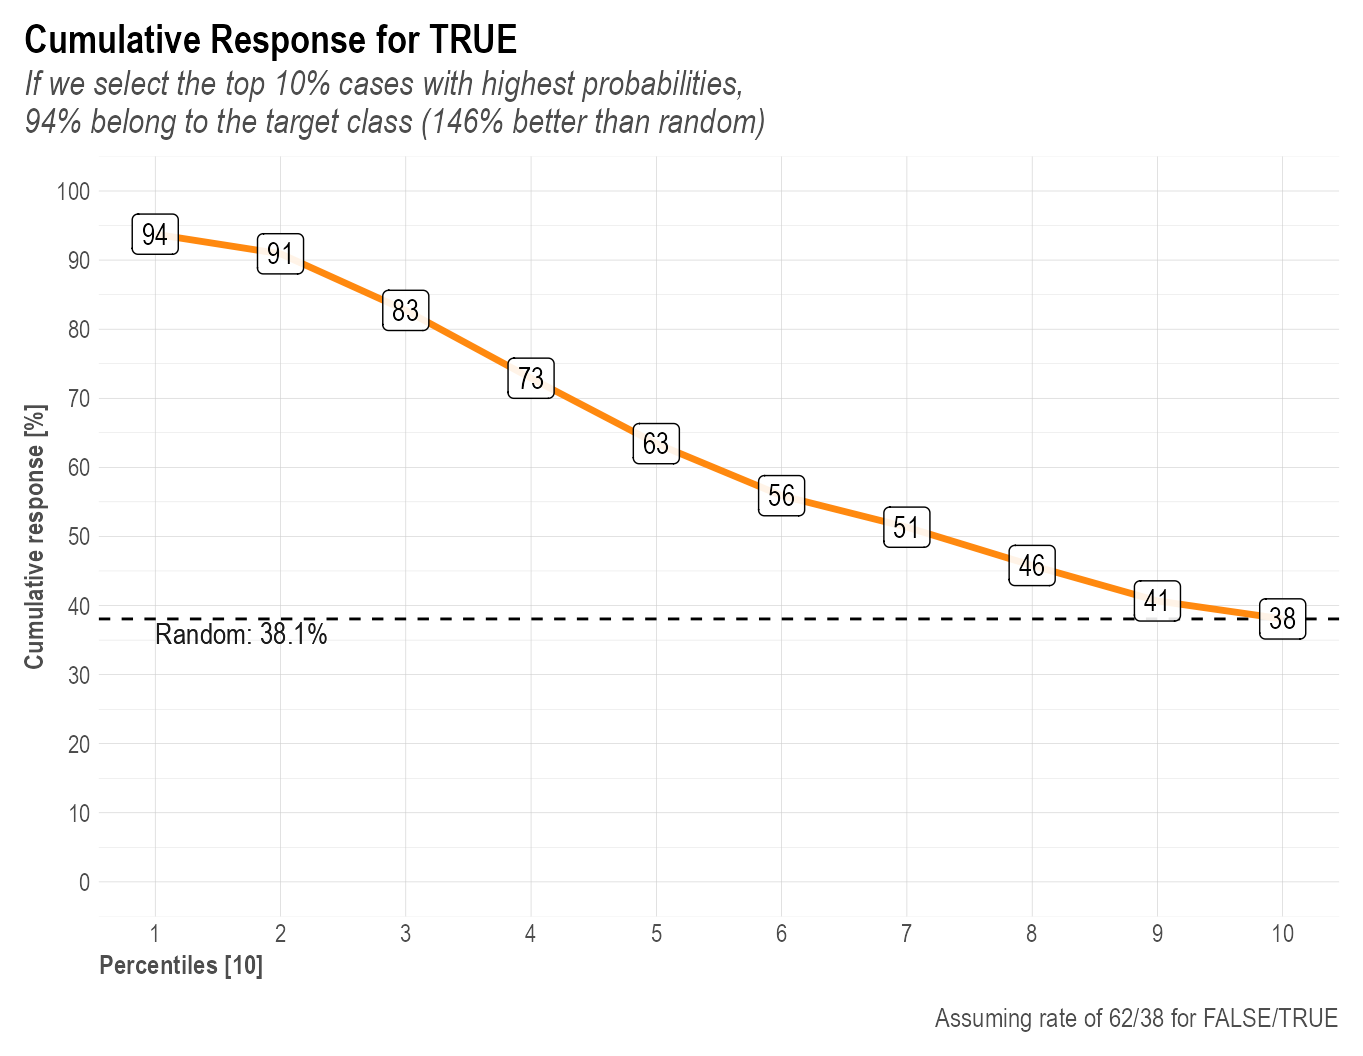 Cumulative Response for TRUE
If we select the top 10% cases with highest probabilities,
94% belong to the target class (146% better than random)
Cumulative response [%]
100
90
80
70
60
50
40
30
20
10
0
94
91
83
73
63
56
51
46
41
38
Random: 38.1%
1 2 3 4 5 6 7 8 9 10
Percentiles [10]
Assuming rate of 62/38 for FALSE/TRUE